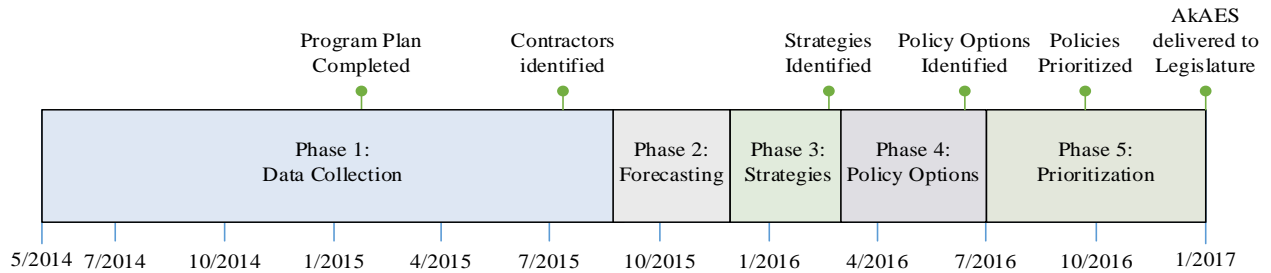 Program Plan
Completed
Contractors
identified
Strategies
Identified
Policy Options
Identified
Policies
Prioritized
AkAES
delivered to
Legislature
Phase 1:
Data Collection
Phase 2:
Forecasting
Phase 3:
Strategies
Phase 4:
Policy Options
Phase 5:
Prioritization
5/2014
7/2014
10/2014
1/2015
4/2015
7/2015
10/2015
1/2016
4/2016
7/2016
10/2016
1/2017